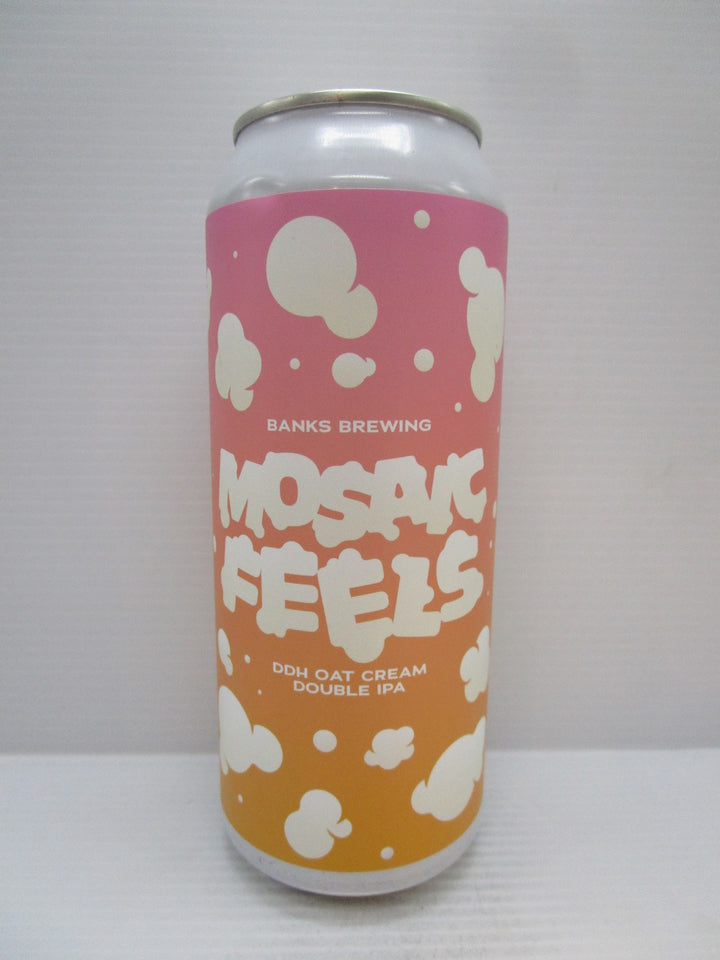 BANKS BREWING
MOSAIC
FEELS
DDH OAT CREAM
DOUBLE IPA